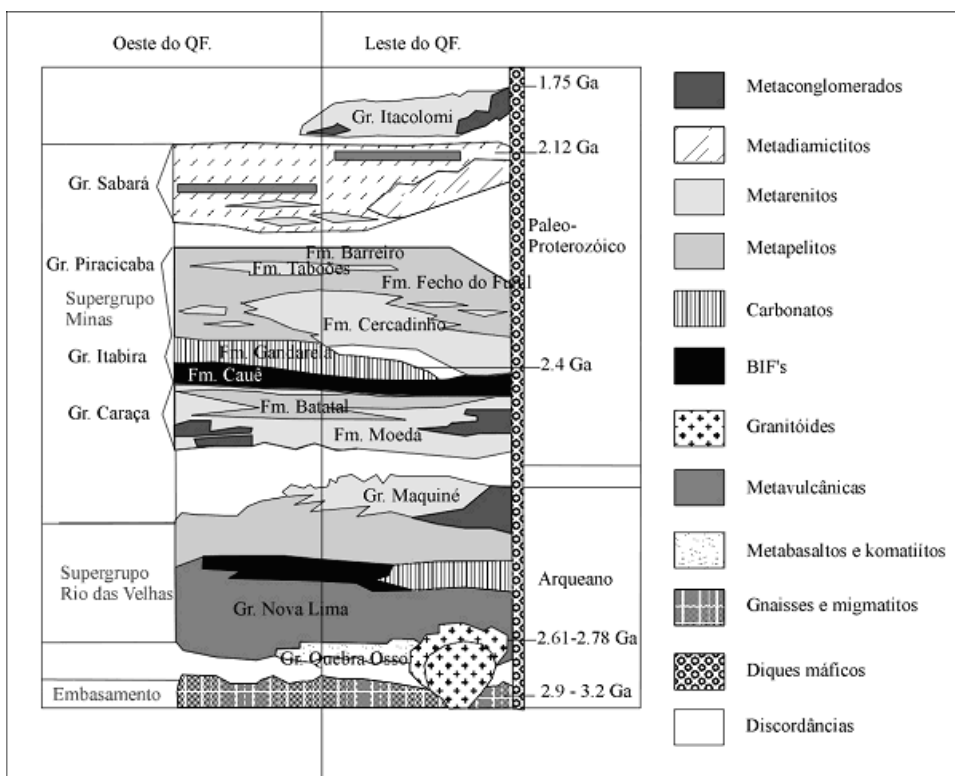 Oeste do QF.
Leste do QF.
1.75 Ga
Gr. Itacolomi
2.12 Ga
Gr. Sabará
Paleo-
Proterozóico
Fm. Barreiro
Gr. Piracicaba
Fm. Taboões
Fm. Fecho do Funil
Supergrupo
Minas
Fm. Cercadinho
Gr. Itabira
Fm. Gandarela
2.4 Ga
Fm. Cauê
Gr. Caraça
Fm. Batatal
Fm. Moeda
Gr. Maquiné
Supergrupo
Rio das Velhas
Arqueano
Gr. Nova Lima
2.61-2.78 Ga
Gr. Quebra Osso
Embasamento
2.9 - 3.2 Ga
Metaconglomerados
Metadiamictitos
Metarenitos
Metapelitos
Carbonatos
BIF's
Granitóides
Metavulcânicas
Metabasaltos e komatiítos
Gnaisses e migmatitos
Diques máficos
Discordâncias